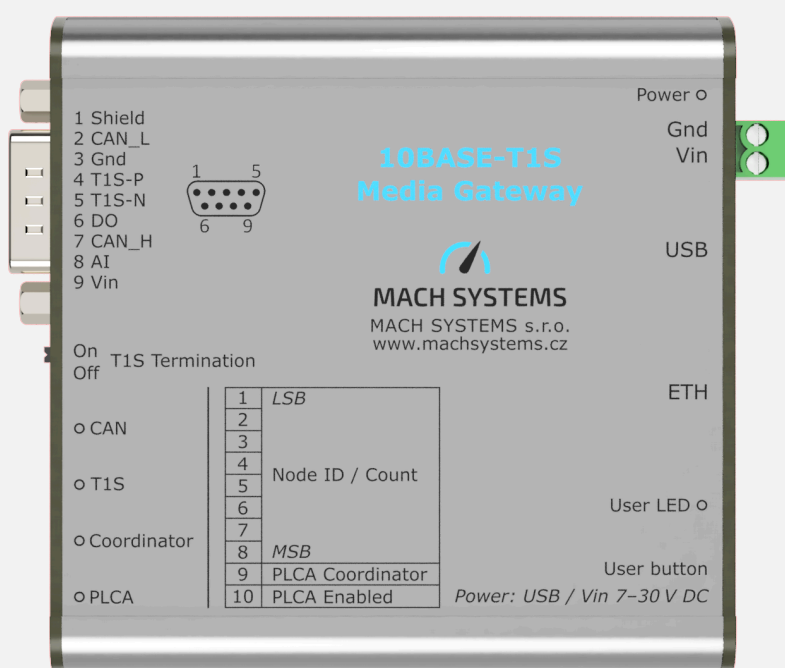 Power
Gnd
Vin
1 Shield
2 CAN_L
3 Gnd
4 T1S-P
5 T1S-N
6 DO
7 CAN_H
8 AI
9 Vin
1 5
6 9
10BASE-T1S
Media Gateway
USB
MACH SYSTEMS
MACH SYSTEMS s.r.o.
www.machsystems.cz
On
Off
T1S Termination
ETH
CAN
T1S
Coordinator
PLCA
1 LSB
2
3
4
Node ID / Count
5
6
7
8 MSB
9 PLCA Coordinator
10 PLCA Enabled
User LED
User button
Power: USB / Vin 7–30 V DC